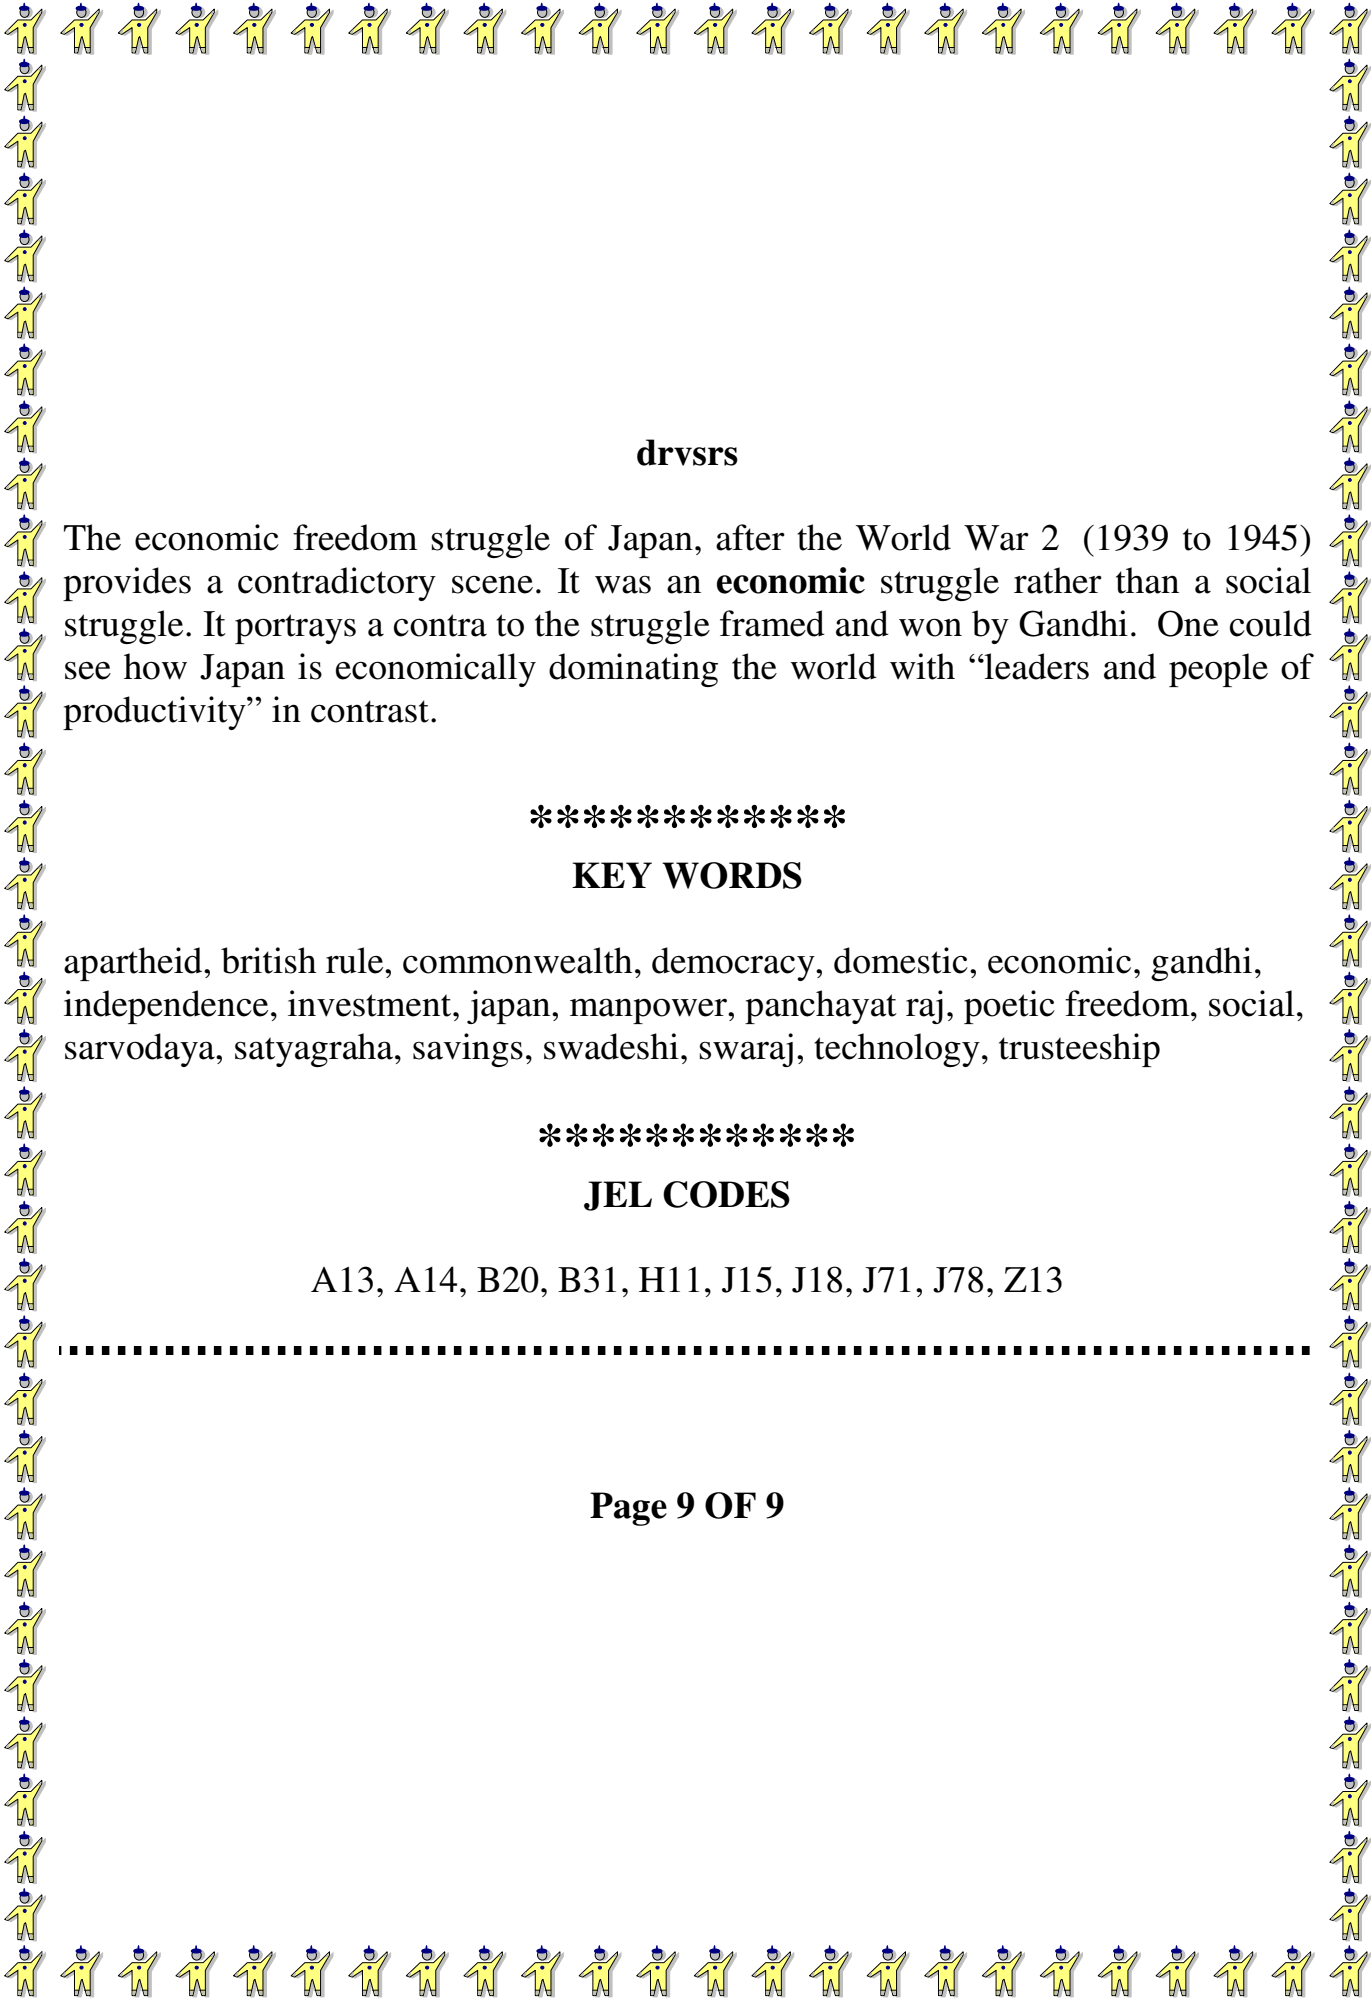 drvsrs
The economic freedom struggle of Japan, after the World War 2  (1939 to 1945)
provides a contradictory scene. It was an economic struggle rather than a social
struggle. It portrays a contra to the struggle framed and won by Gandhi.  One could
see how Japan is economically dominating the world with “leaders and people of
productivity” in contrast.
************
KEY WORDS
apartheid, british rule, commonwealth, democracy, domestic, economic, gandhi,
independence, investment, japan, manpower, panchayat raj, poetic freedom, social,
sarvodaya, satyagraha, savings, swadeshi, swaraj, technology, trusteeship
************
JEL CODES
A13, A14, B20, B31, H11, J15, J18, J71, J78, Z13
Page 9 OF 9